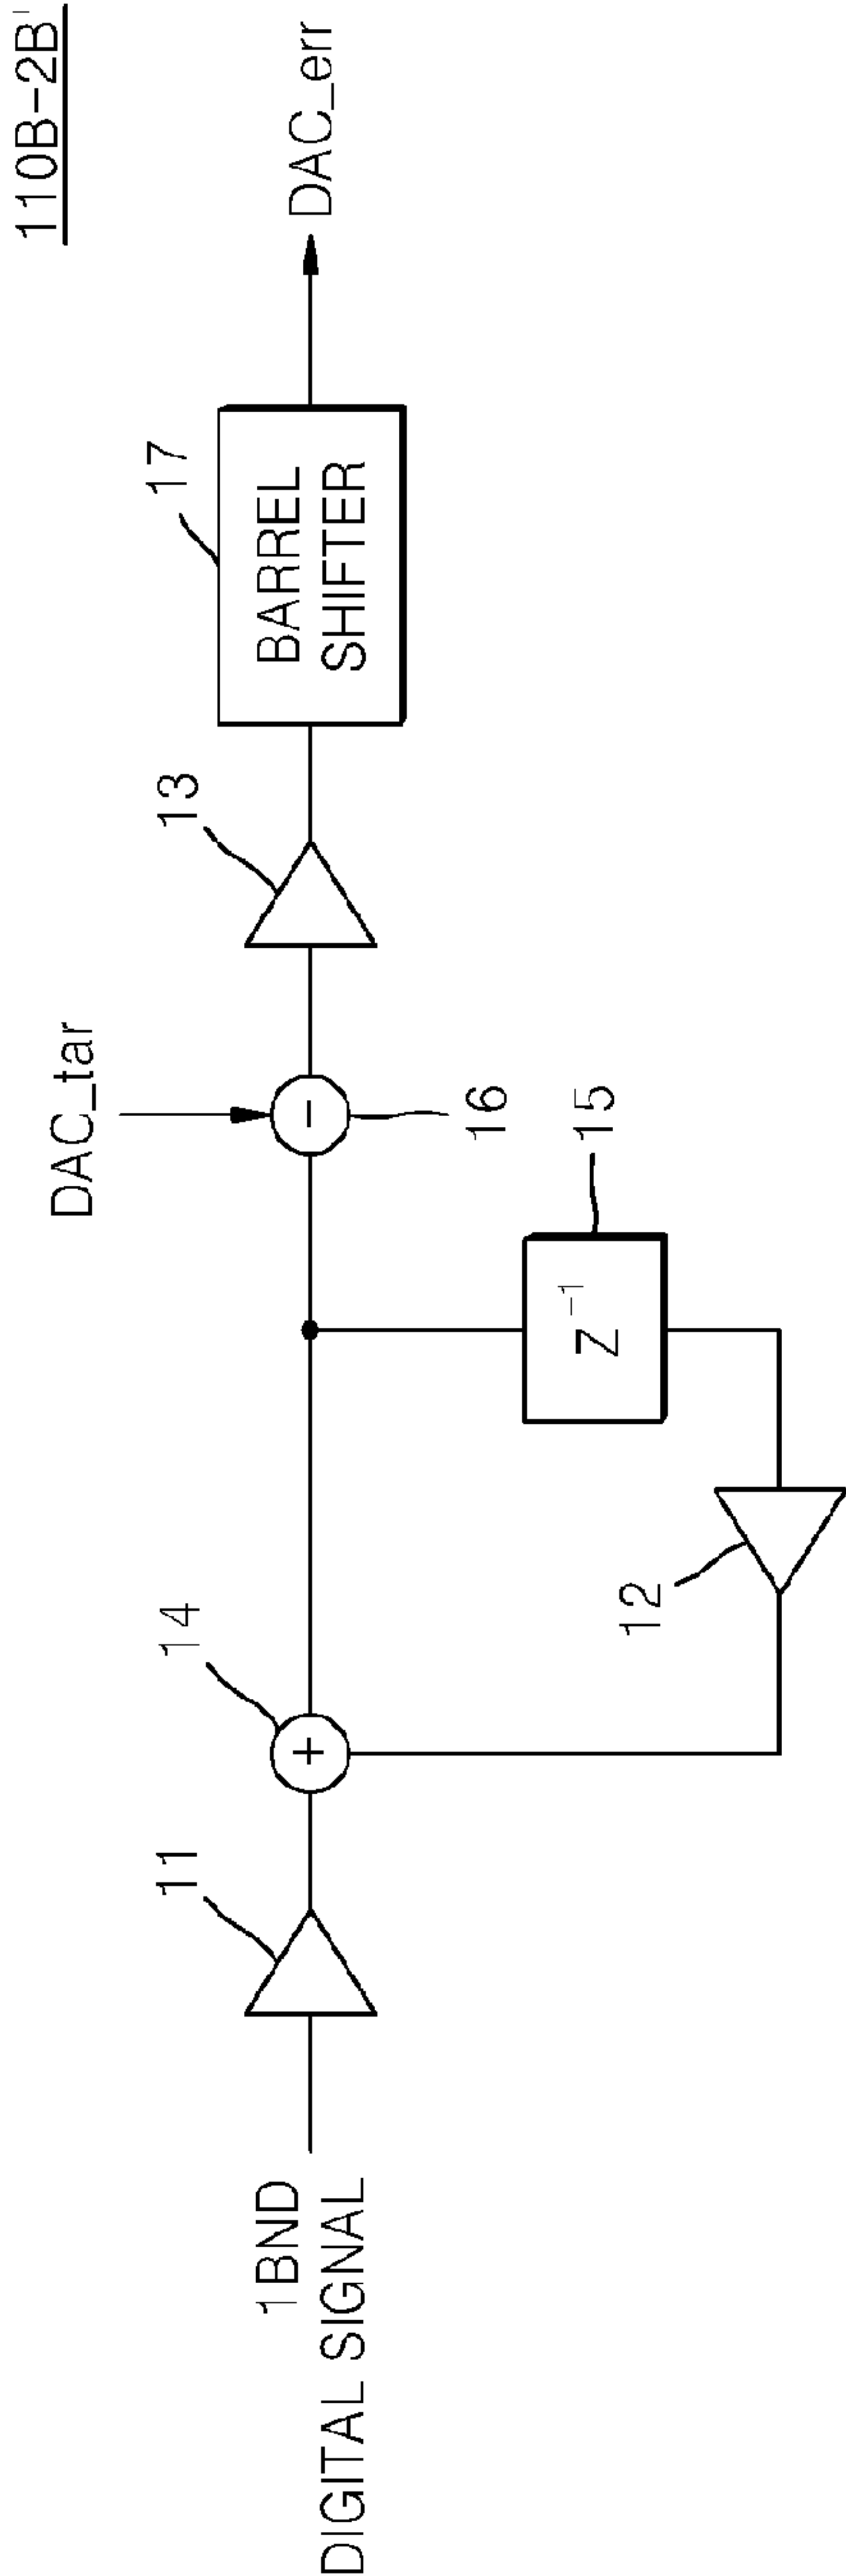 110B-2B'
DAC_tar
11
14
16
13
17
1BND
DIGITAL SIGNAL
+
-
BARREL
SHIFTER
DAC_err
12
15
Z⁻¹